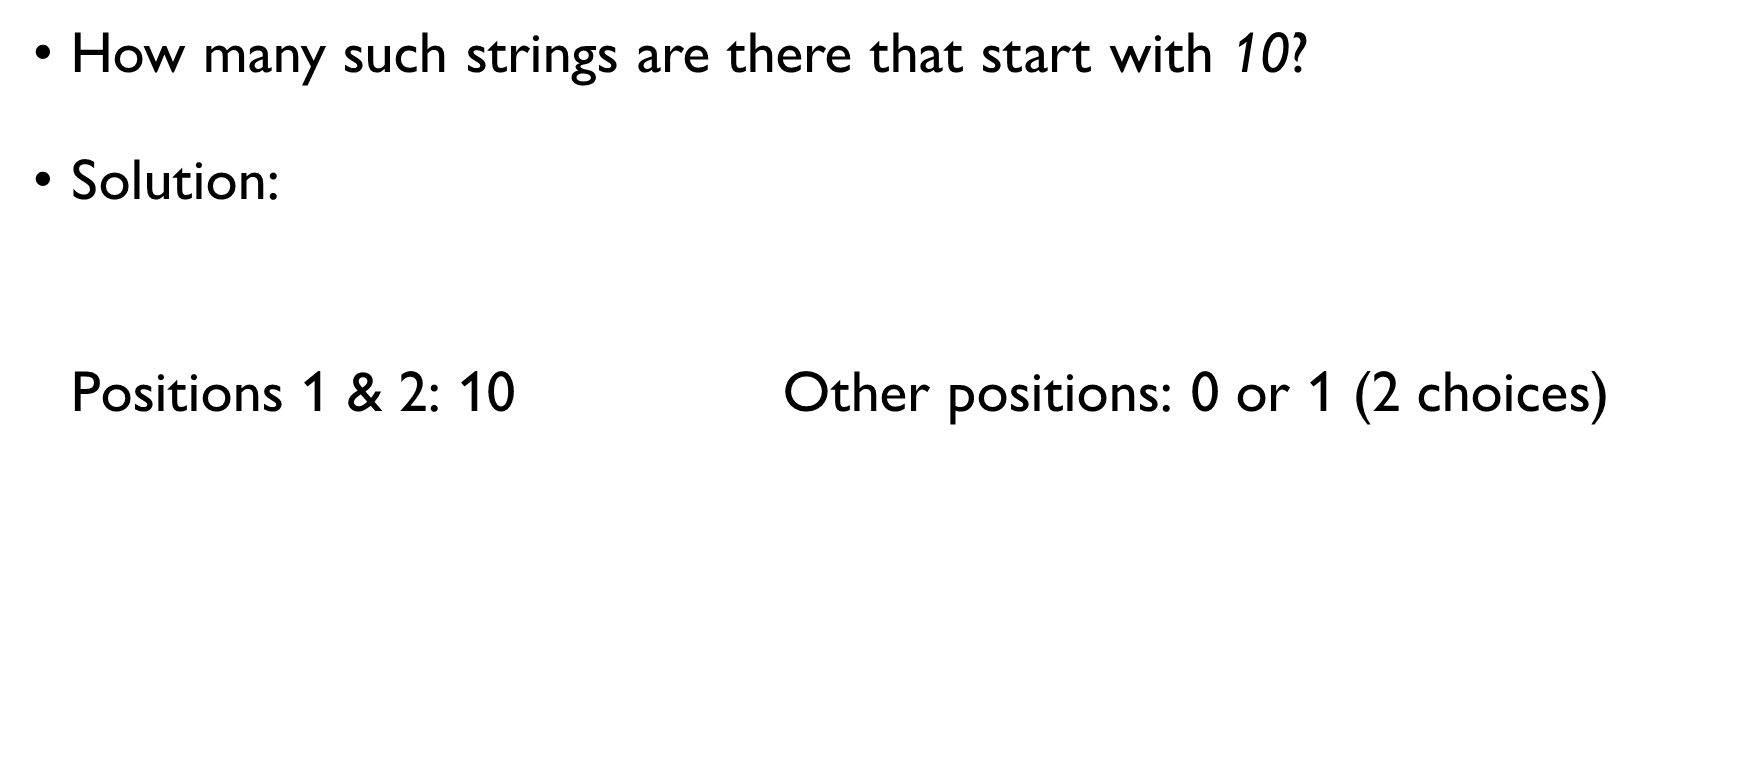 • How many such strings are there that start with 10?
• Solution:
Positions 1 & 2: 10 Other positions: 0 or 1 (2 choices)